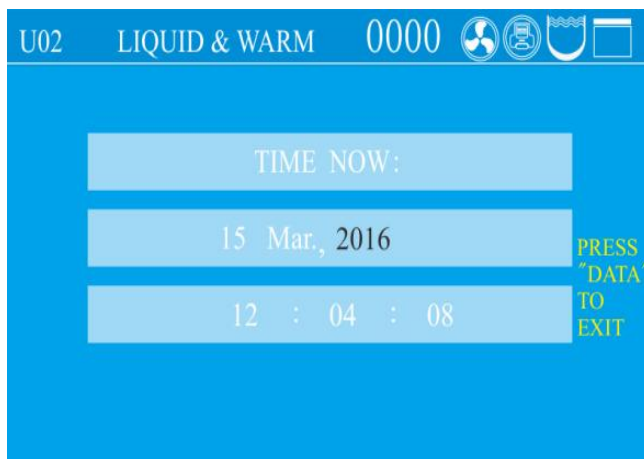 U02 LIQUID & WARM 0000
TIME NOW:
15 Mar., 2016
12 : 04 : 08
PRESS
"DATA"
TO
EXIT